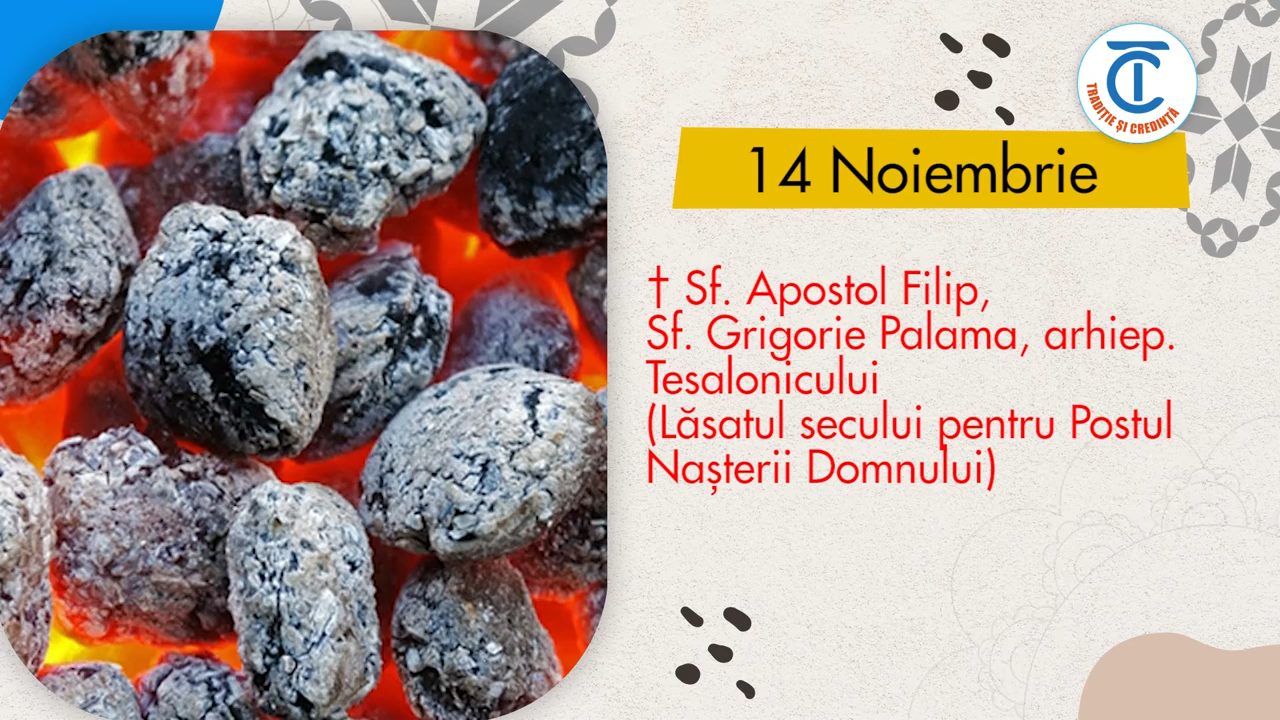 TRADIȚIE ȘI CREDINȚĂ
14 Noiembrie
† Sf. Apostol Filip,
Sf. Grigorie Palama, arhiep.
Tesalonicului
(Lăsatul secului pentru Postul
Nașterii Domnului)